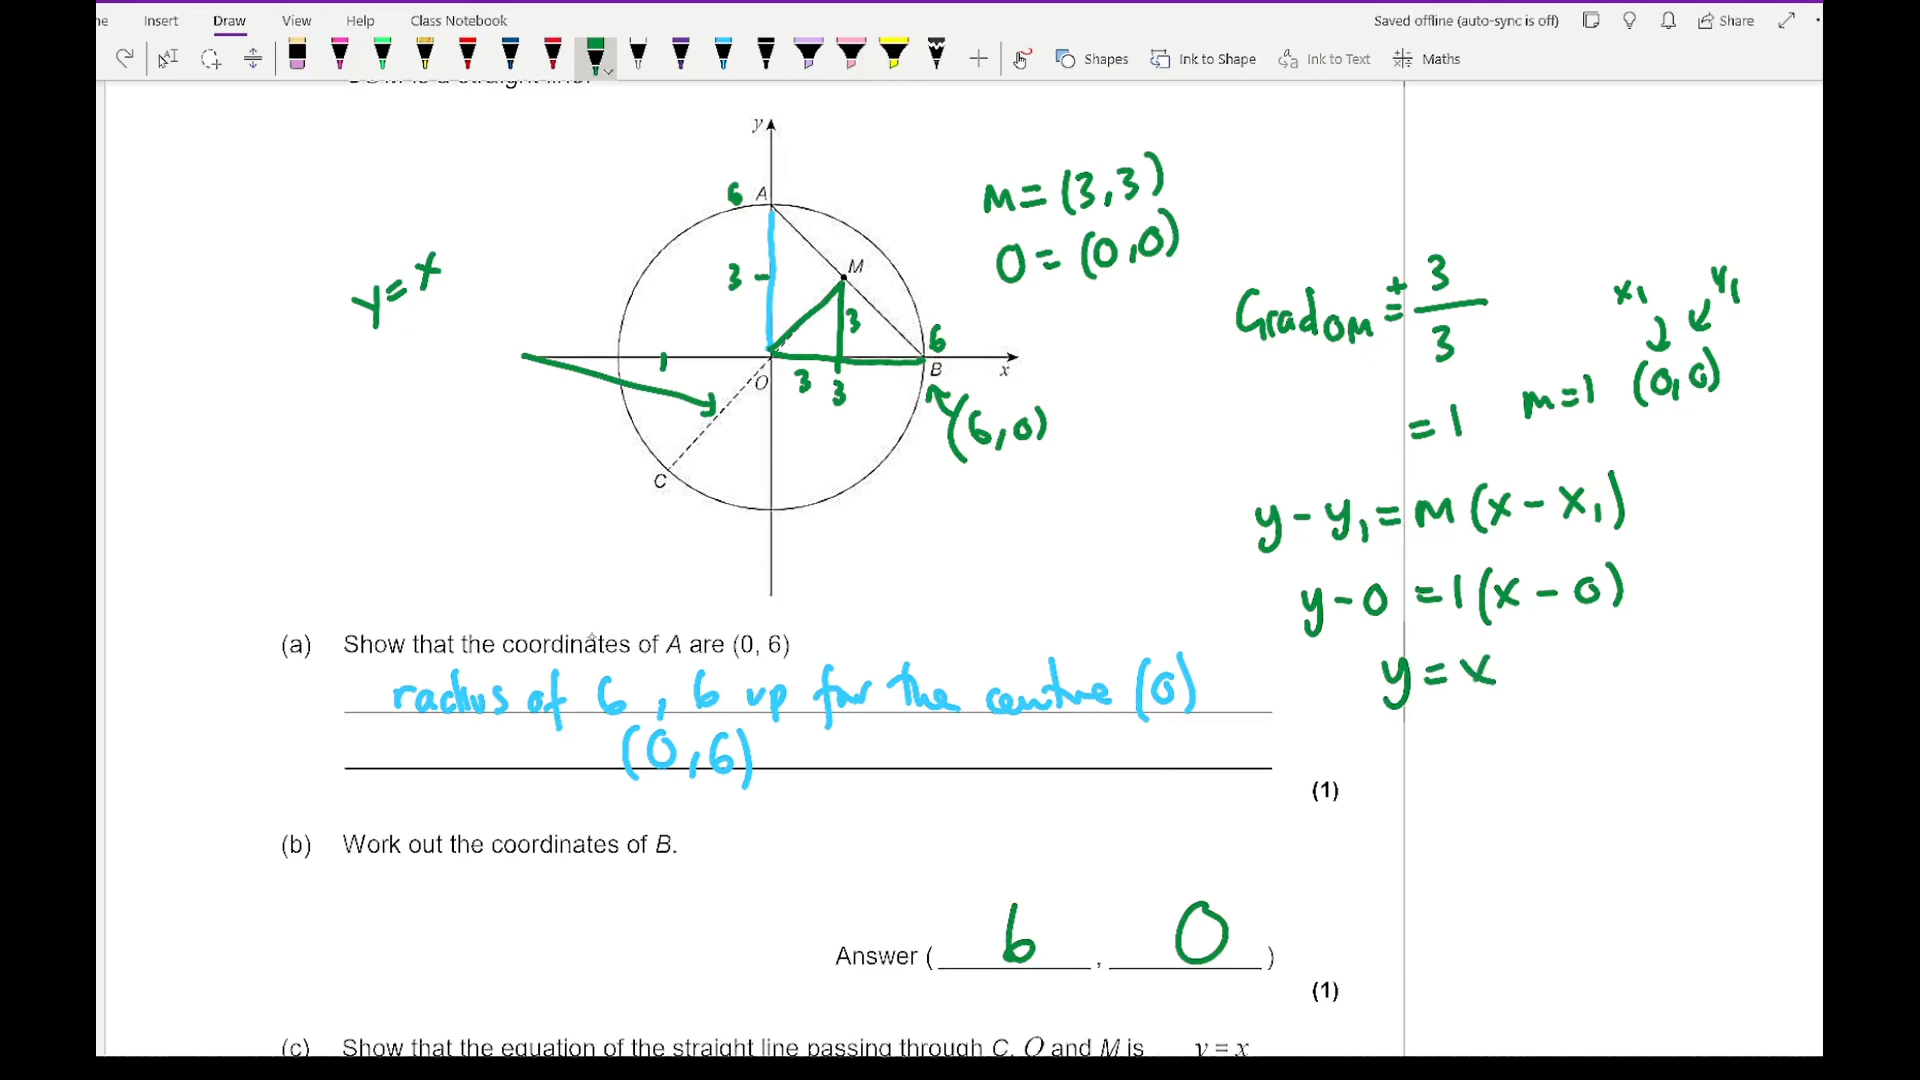 Insert Draw View Help Class Notebook Saved offline (auto-sync is off) Share
Shapes Ink to Shape Ink to Text Maths
y
6 A
M = (3,3)
O = (0,0)
y = x
3
M
3
6
B
x
O
3
3
(6,0)
C
Grad OM = + 3/3
x1 y1
(0,0)
m=1
= 1
y - y1 = m(x - x1)
y - 0 = 1(x - 0)
y = x
(a) Show that the coordinates of A are (0, 6)
radius of 6, 6 up for the centre (0)
(0,6)
(1)
(b) Work out the coordinates of B.
Answer ( 6 , 0 )
(1)
(c) Show that the equation of the straight line passing through C, O and M is y = x